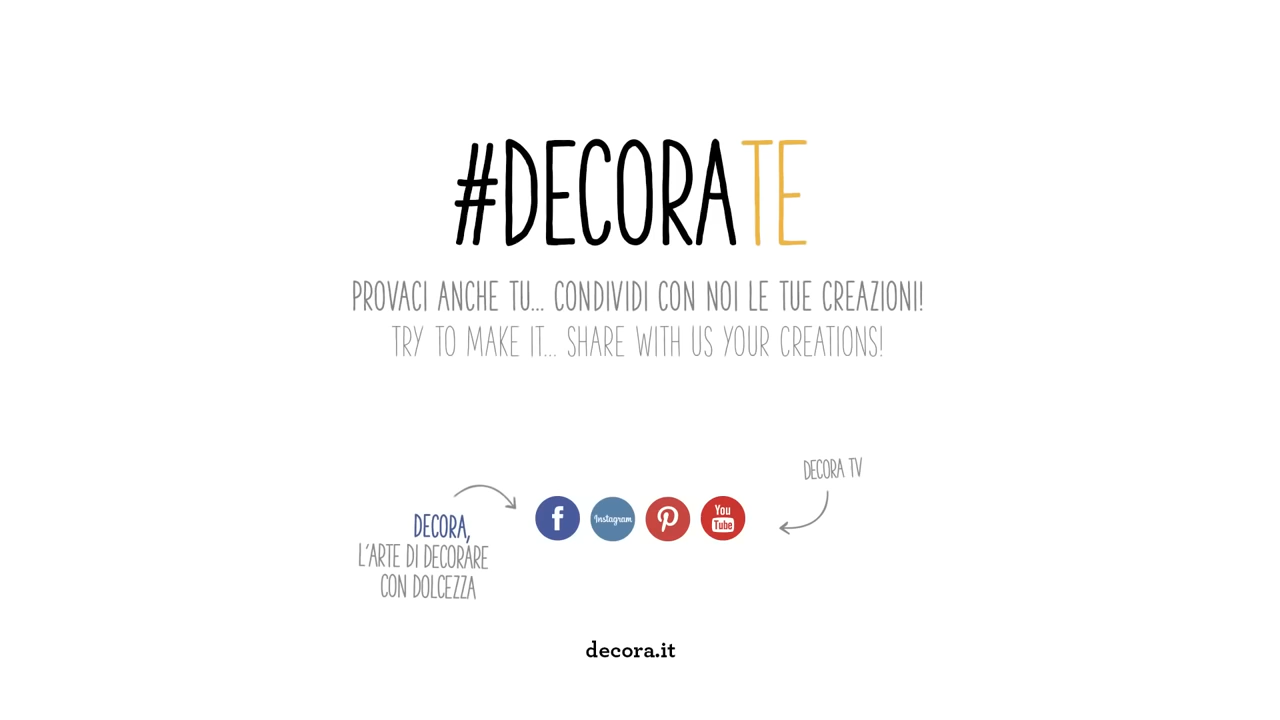 #DECORATE
PROVACI ANCHE TU... CONDIVIDI CON NOI LE TUE CREAZIONI!
TRY TO MAKE IT... SHARE WITH US YOUR CREATIONS!
DECORA TV
DECORA,
L'ARTE DI DECORARE
CON DOLCEZZA
f
Instagram
P
You
Tube
decora.it